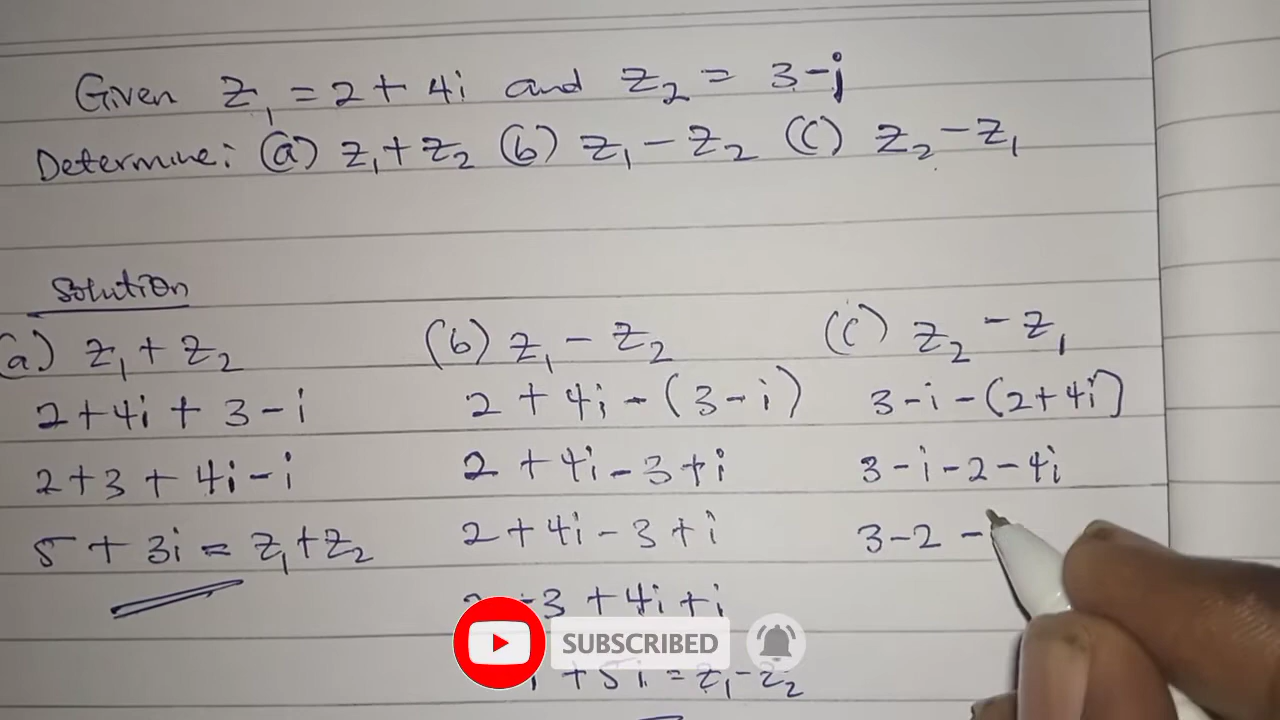 Given z₁ = 2 + 4i and z₂ = 3 - j
Determine: (a) z₁ + z₂ (b) z₁ - z₂ (c) z₂ - z₁
Solution
(a) z₁ + z₂
2 + 4i + 3 - i
2 + 3 + 4i - i
5 + 3i = z₁ + z₂
(b) z₁ - z₂
2 + 4i - (3 - i)
2 + 4i - 3 + i
2 + 4i - 3 + i
3 + 4i + i
+ 5i = z₁ - z₂
(c) z₂ - z₁
3 - i - (2 + 4i)
3 - i - 2 - 4i
3 - 2 -
SUBSCRIBED